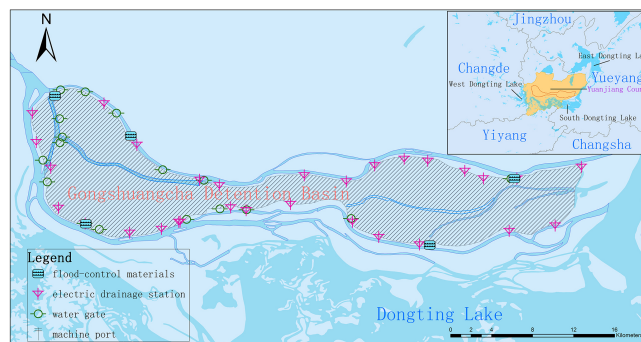 N
Jingzhou
East Dongting La
Changde
Yueyang
West Dongting Lake
Yuanjiang Coun
South Dongting Lake
Yiyang
Changsha
Gongshuangcha Detention Basin
Legend
flood-control materials
electric drainage station
water gate
machine port
Dongting Lake
0 2 4 8 12 16
Kilometers